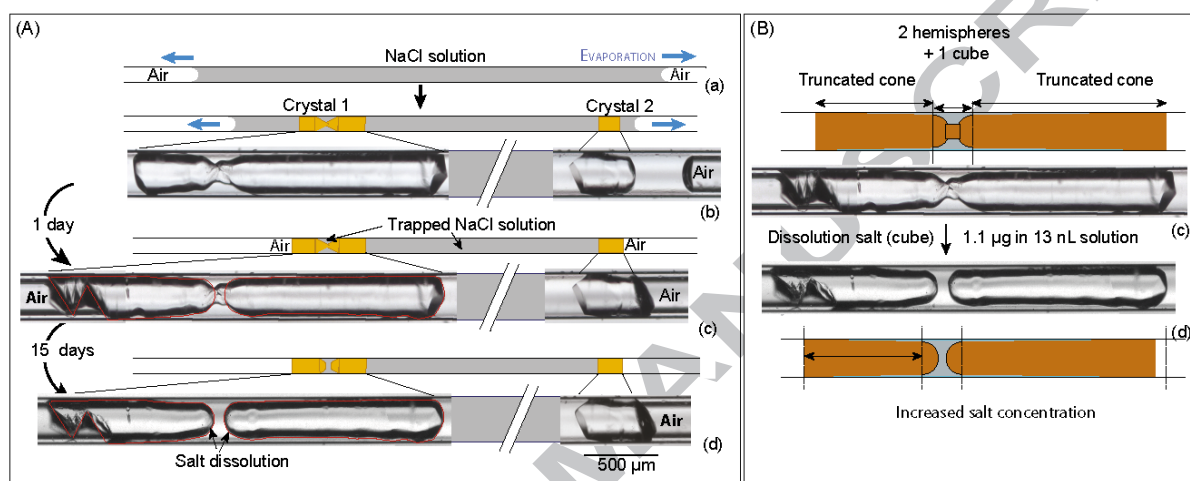 (A)
NaCl solution
EVAPORATION
Air
Air
(a)
Crystal 1
Crystal 2
Air
(b)
1 day
Trapped NaCl solution
Air
Air
Air
Air
(c)
15 days
Air
(d)
Salt dissolution
500 µm
(B)
2 hemispheres
+ 1 cube
Truncated cone
Truncated cone
(c)
Dissolution salt (cube)
1.1 µg in 13 nL solution
(d)
Increased salt concentration
MANUSCR